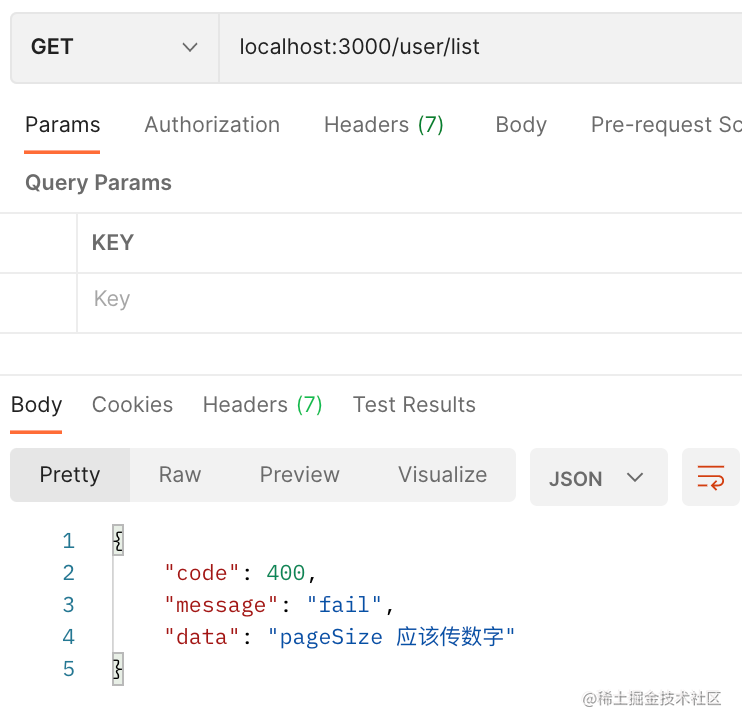 GET localhost:3000/user/list
Params Authorization Headers (7) Body Pre-request Sc
Query Params
KEY
Key
Body Cookies Headers (7) Test Results
Pretty Raw Preview Visualize JSON
1 {
2 "code": 400,
3 "message": "fail",
4 "data": "pageSize 应该传数字"
5 }
@稀土掘金技术社区